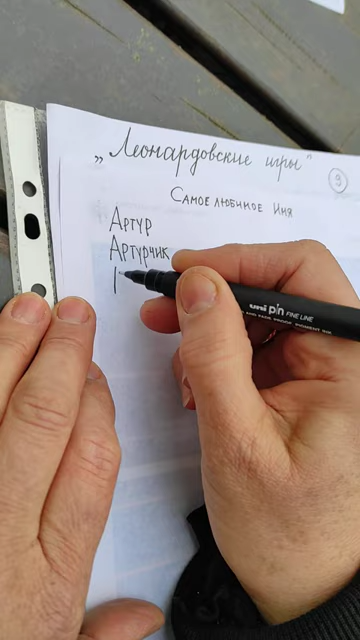 „Леонардовские игры"
9
Самое любимое Имя
Артур
Артурчик
uni pin FINE LINE